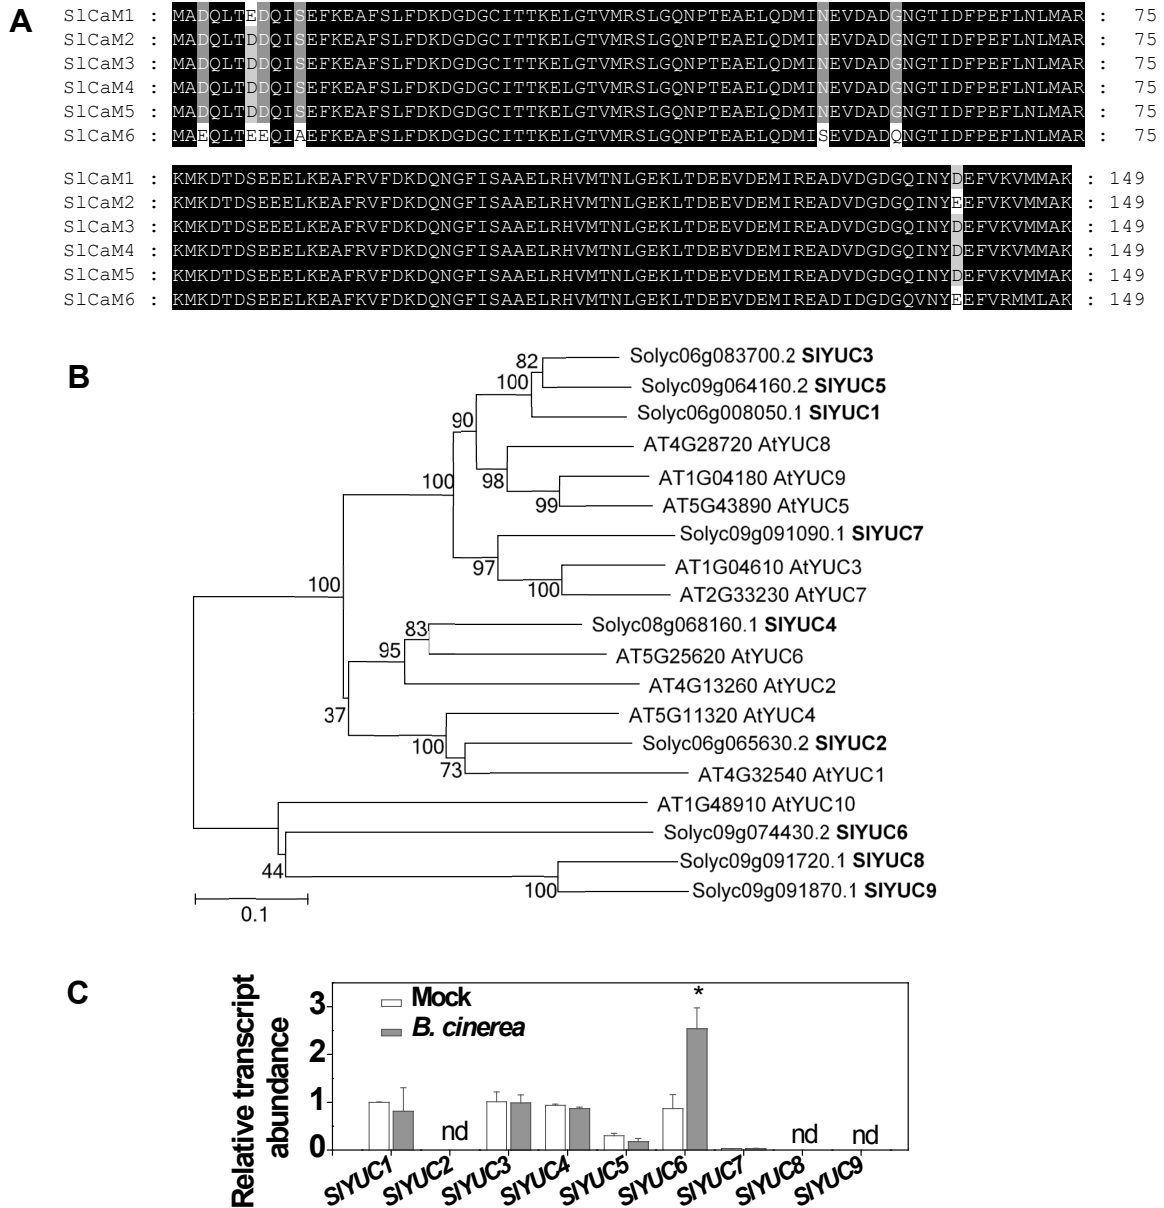 A
SlCaM1 : MADQLTEDQISEFKEAFSLFDKDGDGCITTKELGTVMRSLGQNPTEAELQDMINEVDADGNGTIDFPEFLNLMAR : 75
SlCaM2 : MADQLTDDQISEFKEAFSLFDKDGDGCITTKELGTVMRSLGQNPTEAELQDMINEVDADGNGTIDFPEFLNLMAR : 75
SlCaM3 : MADQLTDDQISEFKEAFSLFDKDGDGCITTKELGTVMRSLGQNPTEAELQDMINEVDADGNGTIDFPEFLNLMAR : 75
SlCaM4 : MADQLTDDQISEFKEAFSLFDKDGDGCITTKELGTVMRSLGQNPTEAELQDMINEVDADGNGTIDFPEFLNLMAR : 75
SlCaM5 : MADQLTDDQISEFKEAFSLFDKDGDGCITTKELGTVMRSLGQNPTEAELQDMINEVDADGNGTIDFPEFLNLMAR : 75
SlCaM6 : MAEQLTEEQIAEFKEAFSLFDKDGDGCITTKELGTVMRSLGQNPTEAELQDMISEVDADQNGTIDFPEFLNLMAR : 75
SlCaM1 : KMKDTDSEEELKEAFRVFDKDQNGFISAAELRHVMTNLGEKLTDEEVDEMIREADVDGDGQINYDEFVKVMMAK : 149
SlCaM2 : KMKDTDSEEELKEAFRVFDKDQNGFISAAELRHVMTNLGEKLTDEEVDEMIREADVDGDGQINYEEFVKVMMAK : 149
SlCaM3 : KMKDTDSEEELKEAFRVFDKDQNGFISAAELRHVMTNLGEKLTDEEVDEMIREADVDGDGQINYDEFVKVMMAK : 149
SlCaM4 : KMKDTDSEEELKEAFRVFDKDQNGFISAAELRHVMTNLGEKLTDEEVDEMIREADVDGDGQINYDEFVKVMMAK : 149
SlCaM5 : KMKDTDSEEELKEAFRVFDKDQNGFISAAELRHVMTNLGEKLTDEEVDEMIREADVDGDGQINYDEFVKVMMAK : 149
SlCaM6 : KMKDTDSEEELKEAFKVFDKDQNGFISAAELRHVMTNLGEKLTDEEVDEMIREADIDGDGQVNYEEFVRMMLAK : 149
B
82 Solyc06g083700.2 SlYUC3
100 Solyc09g064160.2 SlYUC5
Solyc06g008050.1 SlYUC1
90
AT4G28720 AtYUC8
98 AT1G04180 AtYUC9
100
99 AT5G43890 AtYUC5
Solyc09g091090.1 SlYUC7
97 AT1G04610 AtYUC3
100 AT2G33230 AtYUC7
100
83 Solyc08g068160.1 SlYUC4
95 AT5G25620 AtYUC6
AT4G13260 AtYUC2
37 AT5G11320 AtYUC4
100 Solyc06g065630.2 SlYUC2
73 AT4G32540 AtYUC1
AT1G48910 AtYUC10
Solyc09g074430.2 SlYUC6
44 Solyc09g091720.1 SlYUC8
100 Solyc09g091870.1 SlYUC9
0.1
C
Relative transcript
abundance
3
2
1
0
Mock
B. cinerea
*
nd
nd
nd
SlYUC1 SlYUC2 SlYUC3 SlYUC4 SlYUC5 SlYUC6 SlYUC7 SlYUC8 SlYUC9